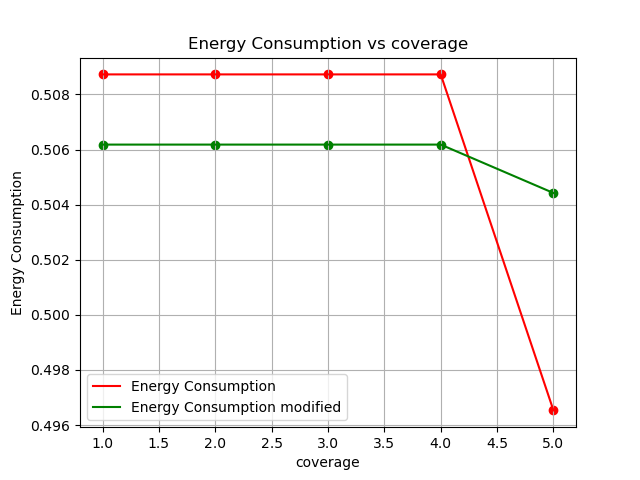 Energy Consumption vs coverage
Energy Consumption
0.508
0.506
0.504
0.502
0.500
0.498
0.496
Energy Consumption
Energy Consumption modified
1.0 1.5 2.0 2.5 3.0 3.5 4.0 4.5 5.0
coverage